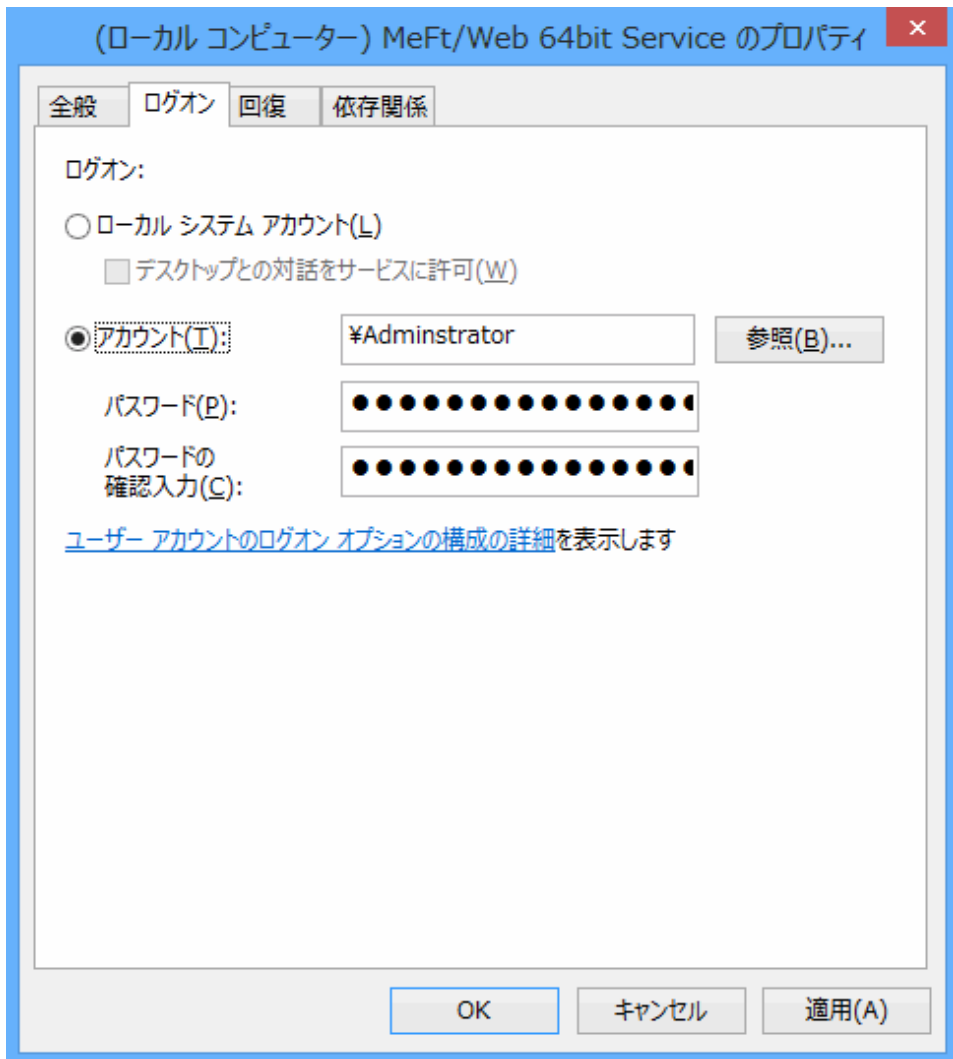 (ローカル コンピューター) MeFt/Web 64bit Service のプロパティ
全般 ログオン 回復 依存関係
ログオン:
ローカル システム アカウント(L)
デスクトップとの対話をサービスに許可(W)
アカウント(T): ¥Adminstrator 参照(B)...
パスワード(P): ●●●●●●●●●●●●●●●
パスワードの
確認入力(C): ●●●●●●●●●●●●●●●
ユーザー アカウントのログオン オプションの構成の詳細を表示します
OK キャンセル 適用(A)